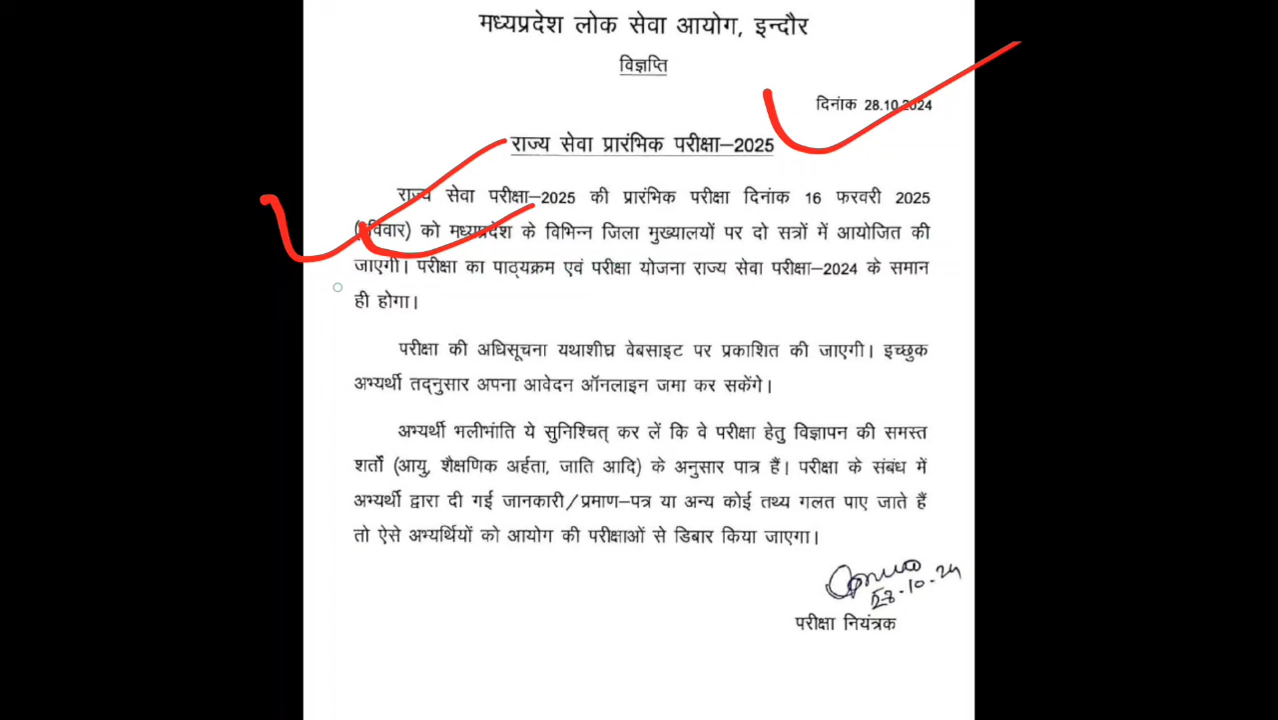 मध्यप्रदेश लोक सेवा आयोग, इन्दौर
विज्ञप्ति
दिनांक 28.10.2024
राज्य सेवा प्रारंभिक परीक्षा–2025
राज्य सेवा परीक्षा–2025 की प्रारंभिक परीक्षा दिनांक 16 फरवरी 2025
(रविवार) को मध्यप्रदेश के विभिन्न जिला मुख्यालयों पर दो सत्रों में आयोजित की
जाएगी। परीक्षा का पाठ्यक्रम एवं परीक्षा योजना राज्य सेवा परीक्षा–2024 के समान
ही होगा।
परीक्षा की अधिसूचना यथाशीघ्र वेबसाइट पर प्रकाशित की जाएगी। इच्छुक
अभ्यर्थी तद्नुसार अपना आवेदन ऑनलाइन जमा कर सकेंगे।
अभ्यर्थी भलीभांति ये सुनिश्चित् कर लें कि वे परीक्षा हेतु विज्ञापन की समस्त
शर्तों (आयु, शैक्षणिक अर्हता, जाति आदि) के अनुसार पात्र हैं। परीक्षा के संबंध में
अभ्यर्थी द्वारा दी गई जानकारी/प्रमाण–पत्र या अन्य कोई तथ्य गलत पाए जाते हैं
तो ऐसे अभ्यर्थियों को आयोग की परीक्षाओं से डिबार किया जाएगा।
28-10-24
परीक्षा नियंत्रक